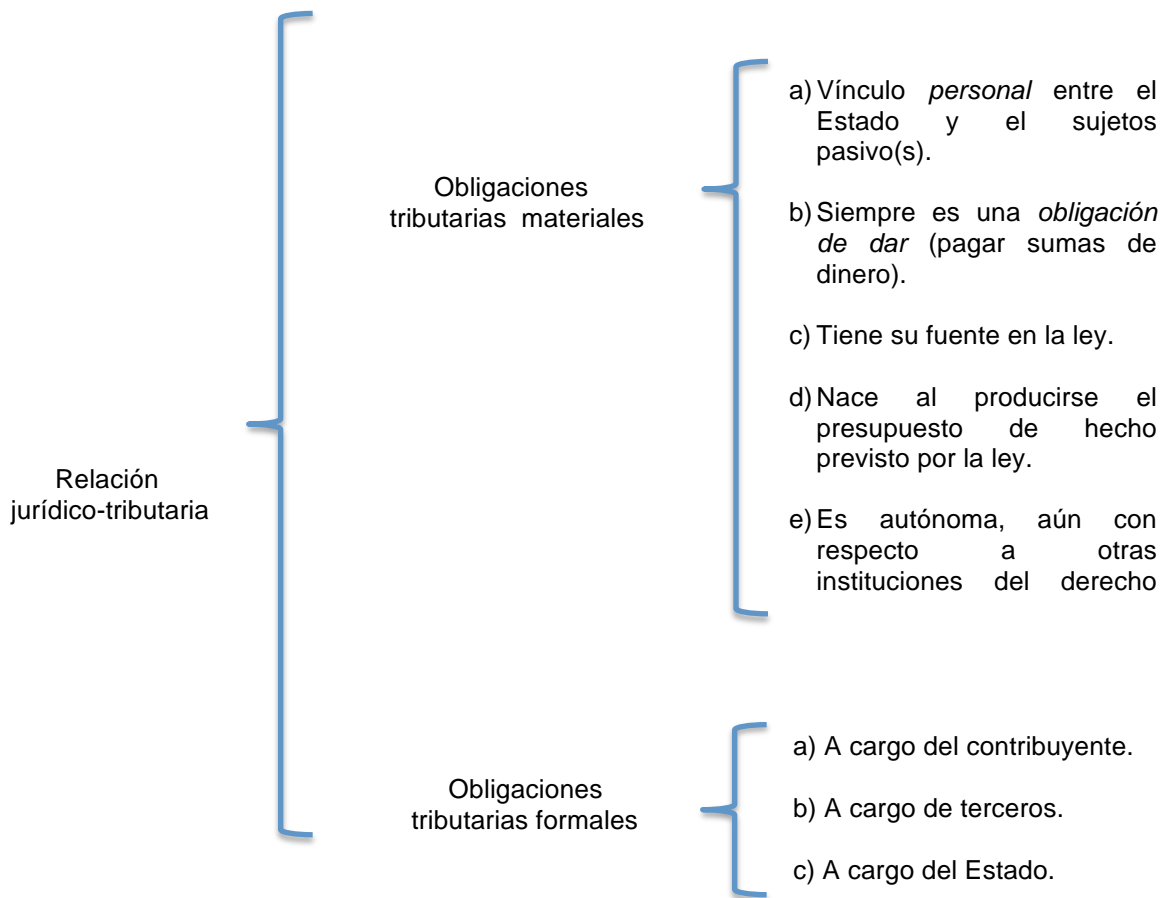 Relación
jurídico-tributaria
Obligaciones
tributarias materiales
a) Vínculo personal entre el
Estado y el sujetos
pasivo(s).
b) Siempre es una obligación
de dar (pagar sumas de
dinero).
c) Tiene su fuente en la ley.
d) Nace al producirse el
presupuesto de hecho
previsto por la ley.
e) Es autónoma, aún con
respecto a otras
instituciones del derecho
Obligaciones
tributarias formales
a) A cargo del contribuyente.
b) A cargo de terceros.
c) A cargo del Estado.